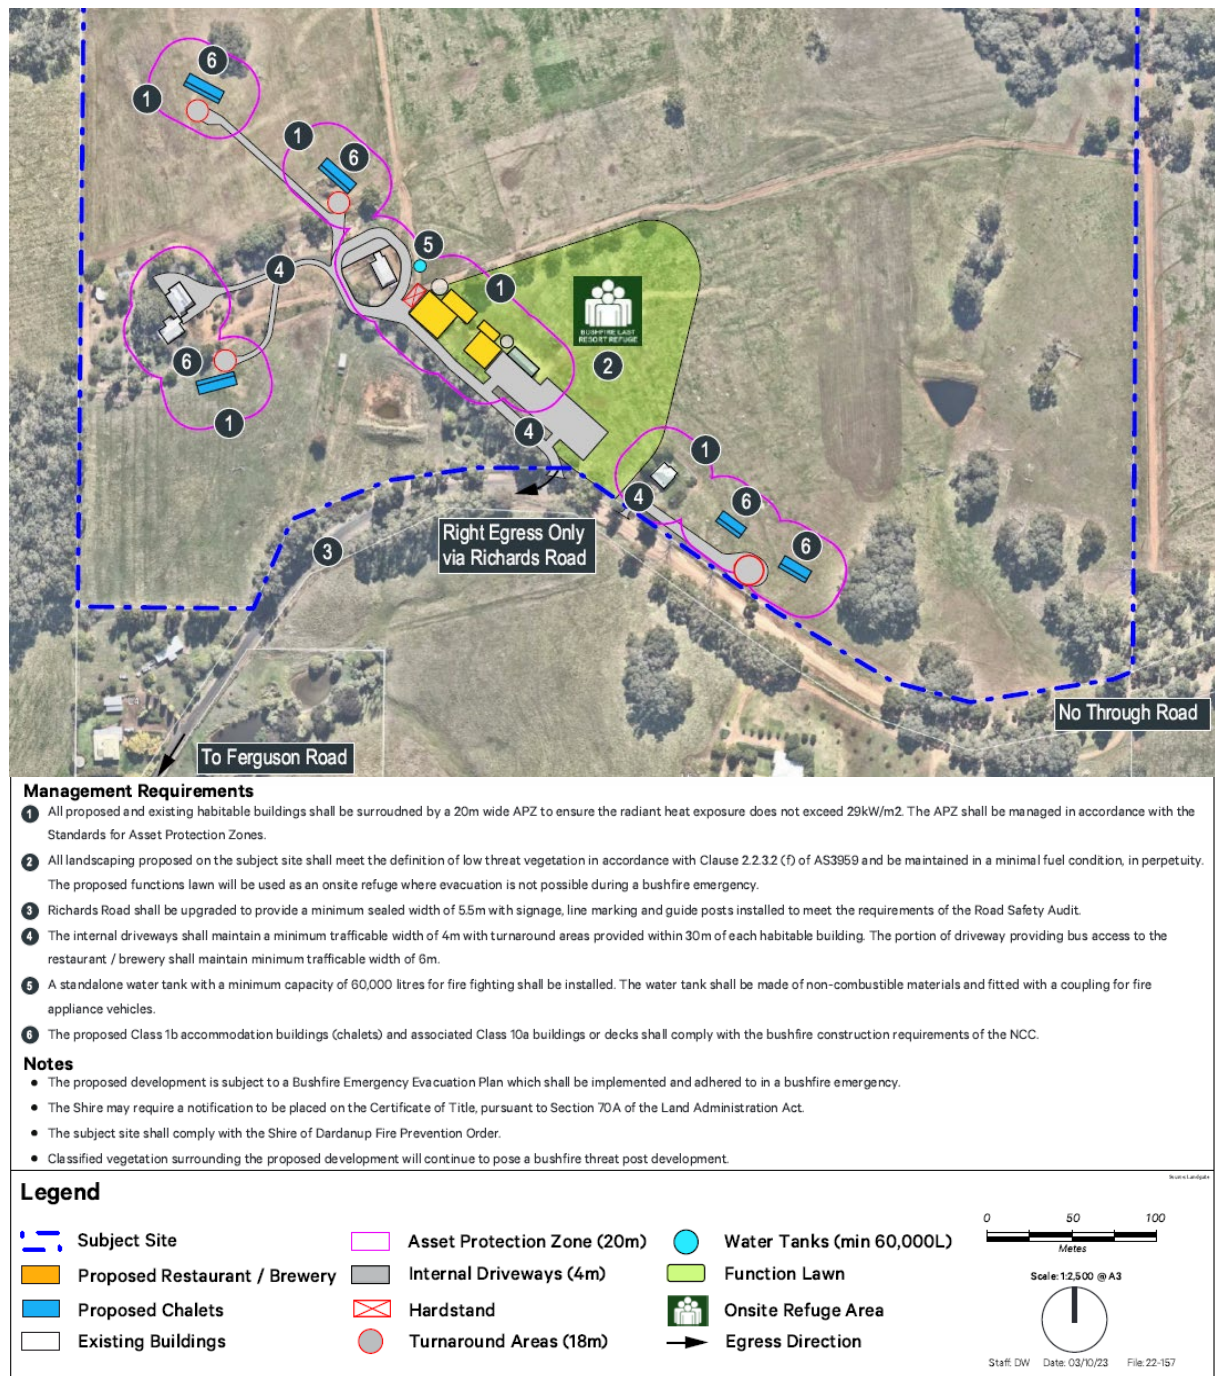 6
1
1
6
5
4
1
BUSHFIRE LAST
RESORT REFUGE
2
6
1
4
1
4
6
6
3
Right Egress Only
via Richards Road
No Through Road
To Ferguson Road
Management Requirements
1 All proposed and existing habitable buildings shall be surroudned by a 20m wide APZ to ensure the radiant heat exposure does not exceed 29kW/m2. The APZ shall be managed in accordance with the
Standards for Asset Protection Zones.
2 All landscaping proposed on the subject site shall meet the definition of low threat vegetation in accordance with Clause 2.2.3.2 (f) of AS3959 and be maintained in a minimal fuel condition, in perpetuity.
The proposed functions lawn will be used as an onsite refuge where evacuation is not possible during a bushfire emergency.
3 Richards Road shall be upgraded to provide a minimum sealed width of 5.5m with signage, line marking and guide posts installed to meet the requirements of the Road Safety Audit.
4 The internal driveways shall maintain a minimum trafficable width of 4m with turnaround areas provided within 30m of each habitable building. The portion of driveway providing bus access to the
restaurant / brewery shall maintain minimum trafficable width of 6m.
5 A standalone water tank with a minimum capacity of 60,000 litres for fire fighting shall be installed. The water tank shall be made of non-combustible materials and fitted with a coupling for fire
appliance vehicles.
6 The proposed Class 1b accommodation buildings (chalets) and associated Class 10a buildings or decks shall comply with the bushfire construction requirements of the NCC.
Notes
• The proposed development is subject to a Bushfire Emergency Evacuation Plan which shall be implemented and adhered to in a bushfire emergency.
• The Shire may require a notification to be placed on the Certificate of Title, pursuant to Section 70A of the Land Administration Act.
• The subject site shall comply with the Shire of Dardanup Fire Prevention Order.
• Classified vegetation surrounding the proposed development will continue to pose a bushfire threat post development.
Source: Landgate
Legend
Subject Site
Proposed Restaurant / Brewery
Proposed Chalets
Existing Buildings
Asset Protection Zone (20m)
Internal Driveways (4m)
Hardstand
Turnaround Areas (18m)
Water Tanks (min 60,000L)
Function Lawn
Onsite Refuge Area
Egress Direction
0 50 100
Metes
Scale: 1:2,500 @ A3
Staff: DW Date: 03/10/23 File: 22-157